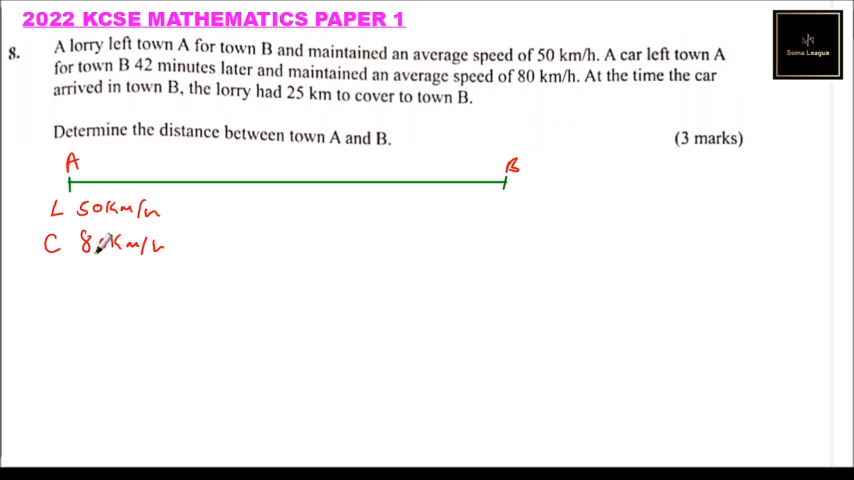 2022 KCSE MATHEMATICS PAPER 1
Soma League
8. A lorry left town A for town B and maintained an average speed of 50 km/h. A car left town A
for town B 42 minutes later and maintained an average speed of 80 km/h. At the time the car
arrived in town B, the lorry had 25 km to cover to town B.
Determine the distance between town A and B. (3 marks)
A B
L 50Km/h
C 80Km/h